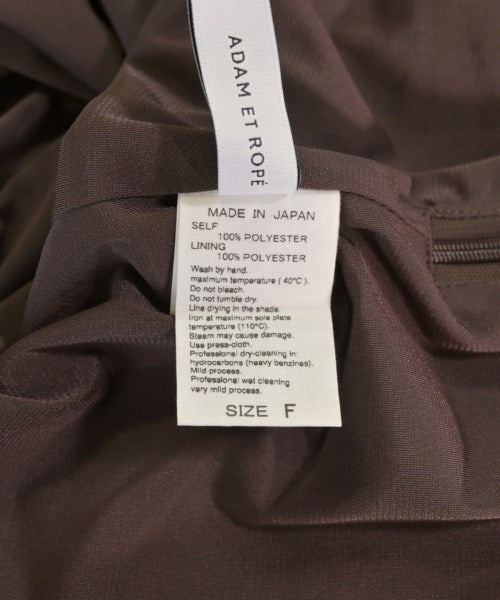 ADAM ET ROPÉ
MADE IN JAPAN
SELF
100% POLYESTER
LINING
100% POLYESTER
Wash by hand.
maximum temperature ( 40°C ).
Do not bleach.
Do not tumble dry.
Line drying in the shade.
Iron at maximum sole plate
temperature (110°C).
Steam may cause damage.
Use press-cloth.
Professional dry-cleaning in:
hydrocarbons (heavy benzines).
Mild process.
Professional wet cleaning
very mild process.
SIZE F